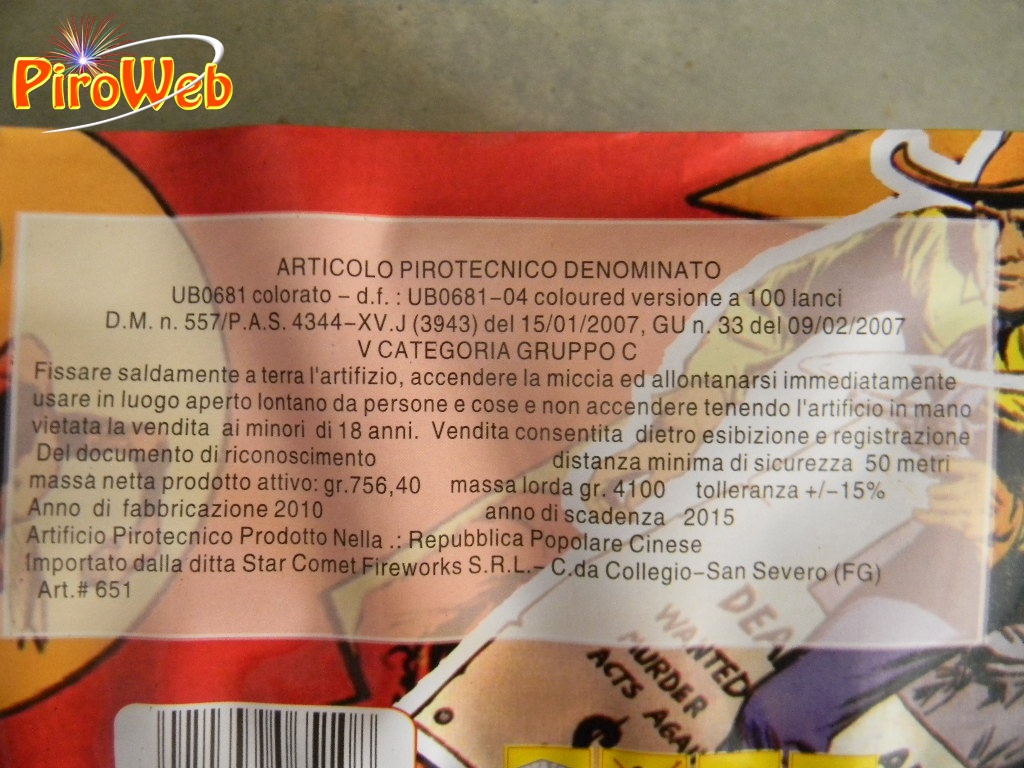 PiroWeb
ARTICOLO PIROTECNICO DENOMINATO
UB0681 colorato – d.f. : UB0681–04 coloured versione a 100 lanci
D.M. n. 557/P.A.S. 4344–XV.J (3943) del 15/01/2007, GU n. 33 del 09/02/2007
V CATEGORIA GRUPPO C
Fissare saldamente a terra l'artifizio, accendere la miccia ed allontanarsi immediatamente
usare in luogo aperto lontano da persone e cose e non accendere tenendo l'artificio in mano
vietata la vendita ai minori di 18 anni. Vendita consentita dietro esibizione e registrazione
Del documento di riconoscimento distanza minima di sicurezza 50 metri
massa netta prodotto attivo: gr.756,40 massa lorda gr. 4100 tolleranza +/–15%
Anno di fabbricazione 2010 anno di scadenza 2015
Artificio Pirotecnico Prodotto Nella .: Repubblica Popolare Cinese
Importato dalla ditta Star Comet Fireworks S.R.L.– C.da Collegio–San Severo (FG)
Art.# 651
WANTED
MURDER
ACTS